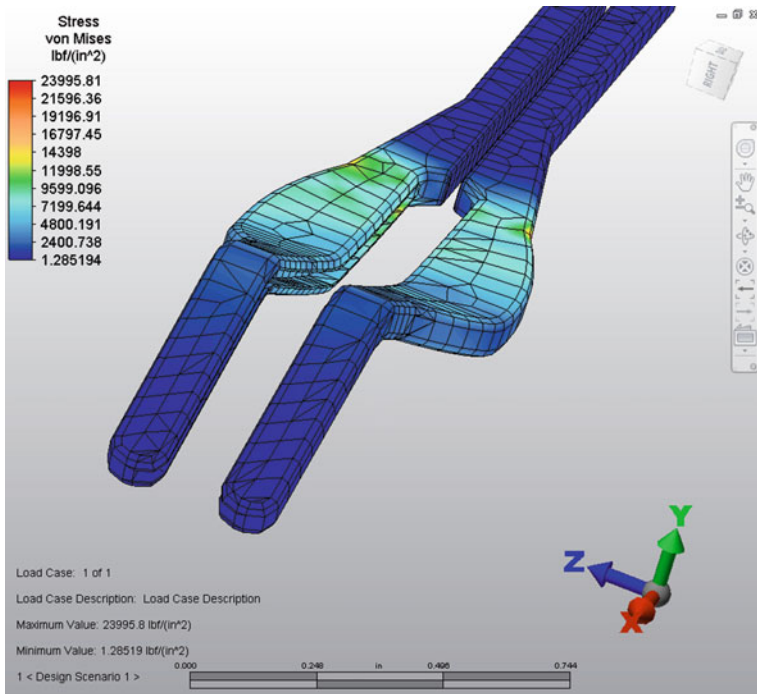 Stress
von Mises
lbf/(in^2)
23995.81
21596.36
19196.91
16797.45
14398
11998.55
9599.096
7199.644
4800.191
2400.738
1.285194
RIGHT
Y
Z
X
Load Case: 1 of 1
Load Case Description: Load Case Description
Maximum Value: 23995.8 lbf/(in^2)
Minimum Value: 1.28519 lbf/(in^2)
0.000 0.248 in 0.496 0.744
1 < Design Scenario 1 >